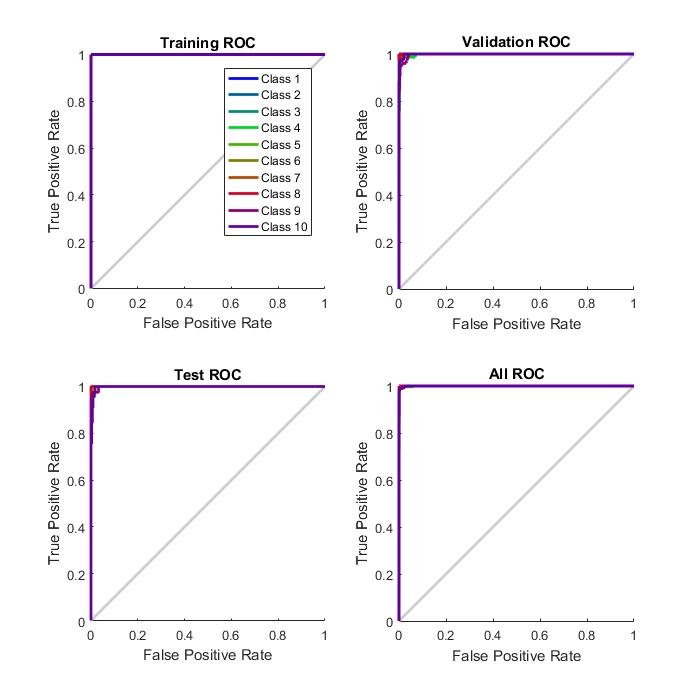 Training ROC
1
0.8
0.6
0.4
0.2
0
True Positive Rate
Class 1
Class 2
Class 3
Class 4
Class 5
Class 6
Class 7
Class 8
Class 9
Class 10
0 0.2 0.4 0.6 0.8 1
False Positive Rate
Validation ROC
1
0.8
0.6
0.4
0.2
0
True Positive Rate
0 0.2 0.4 0.6 0.8 1
False Positive Rate
Test ROC
1
0.8
0.6
0.4
0.2
0
True Positive Rate
0 0.2 0.4 0.6 0.8 1
False Positive Rate
All ROC
1
0.8
0.6
0.4
0.2
0
True Positive Rate
0 0.2 0.4 0.6 0.8 1
False Positive Rate